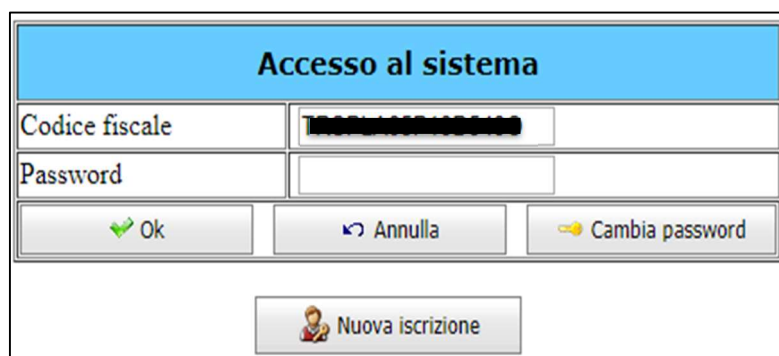 Accesso al sistema
Codice fiscale
Password
Ok Annulla Cambia password
Nuova iscrizione